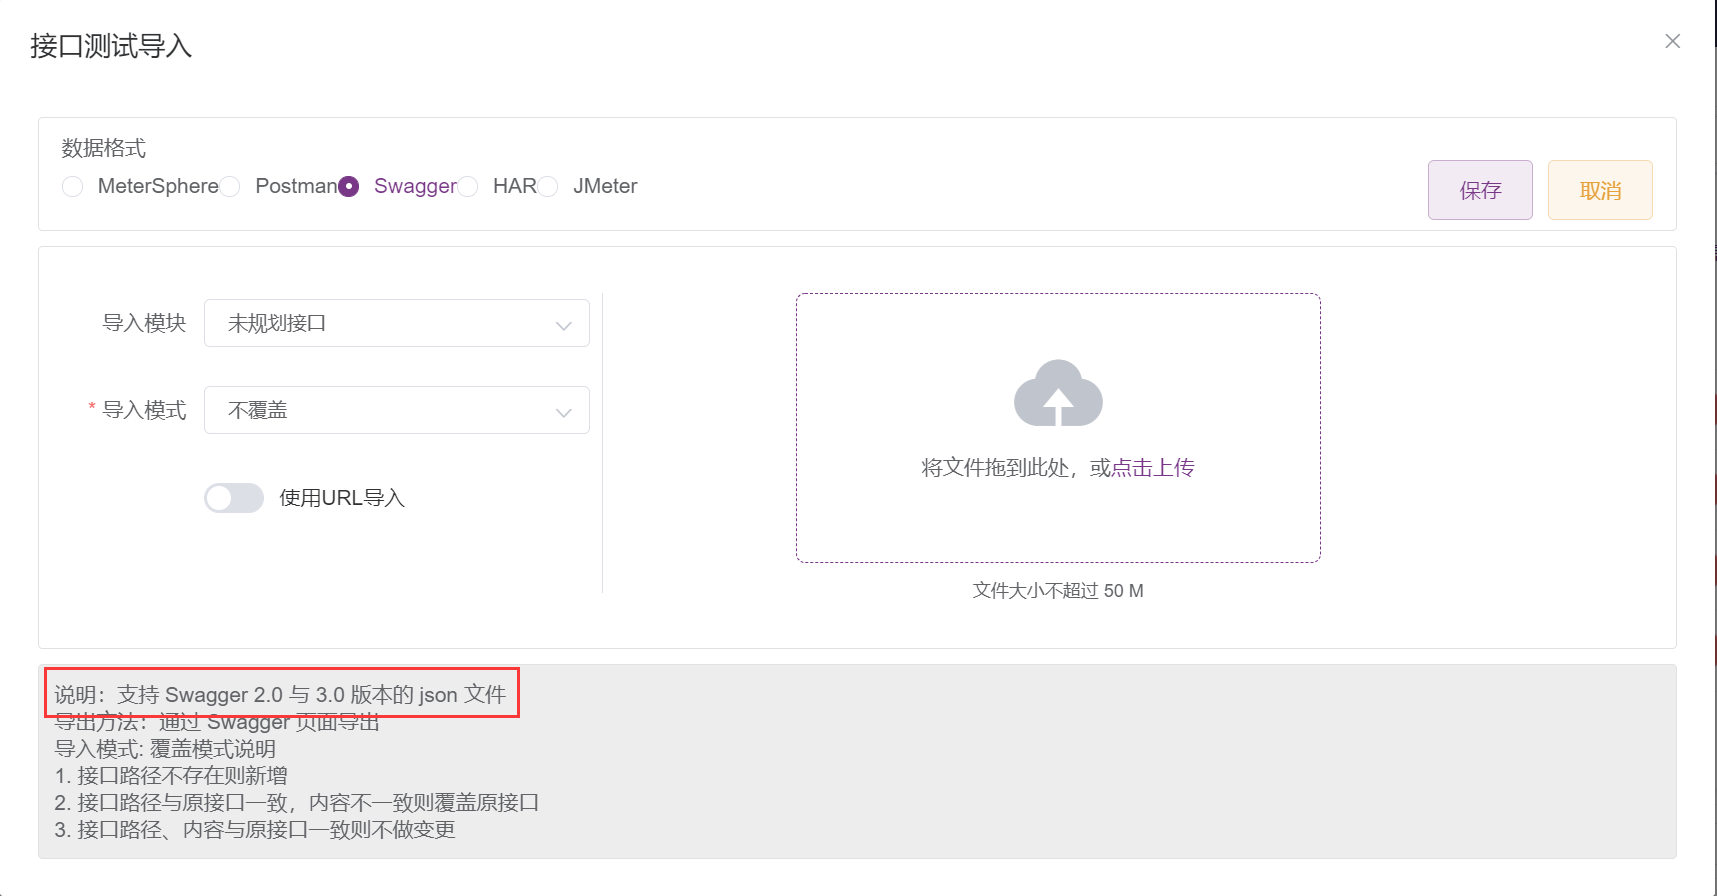 接口测试导入
数据格式
MeterSphere Postman Swagger HAR JMeter
保存 取消
导入模块 未规划接口
* 导入模式 不覆盖
使用URL导入
将文件拖到此处，或点击上传
文件大小不超过 50 M
说明：支持 Swagger 2.0 与 3.0 版本的 json 文件
导出方法：通过 Swagger 页面导出
导入模式: 覆盖模式说明
1. 接口路径不存在则新增
2. 接口路径与原接口一致，内容不一致则覆盖原接口
3. 接口路径、内容与原接口一致则不做变更